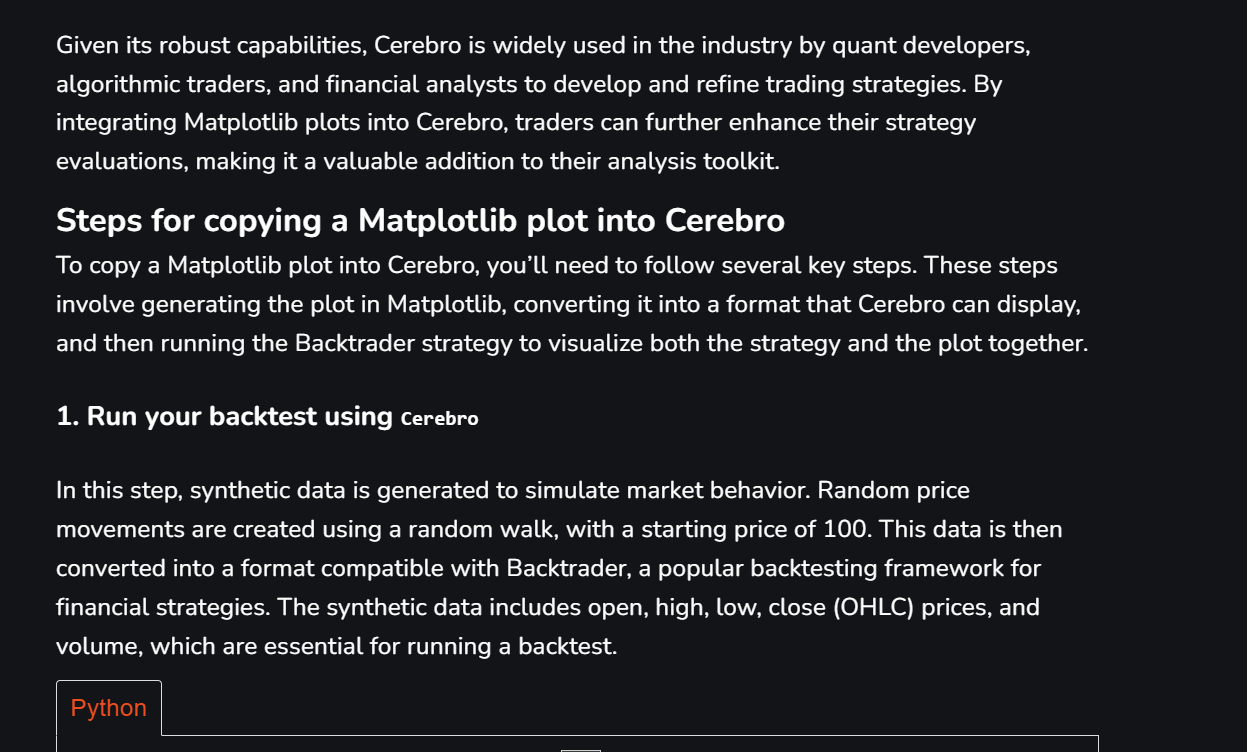 Given its robust capabilities, Cerebro is widely used in the industry by quant developers,
algorithmic traders, and financial analysts to develop and refine trading strategies. By
integrating Matplotlib plots into Cerebro, traders can further enhance their strategy
evaluations, making it a valuable addition to their analysis toolkit.
Steps for copying a Matplotlib plot into Cerebro
To copy a Matplotlib plot into Cerebro, you’ll need to follow several key steps. These steps
involve generating the plot in Matplotlib, converting it into a format that Cerebro can display,
and then running the Backtrader strategy to visualize both the strategy and the plot together.
1. Run your backtest using Cerebro
In this step, synthetic data is generated to simulate market behavior. Random price
movements are created using a random walk, with a starting price of 100. This data is then
converted into a format compatible with Backtrader, a popular backtesting framework for
financial strategies. The synthetic data includes open, high, low, close (OHLC) prices, and
volume, which are essential for running a backtest.
Python